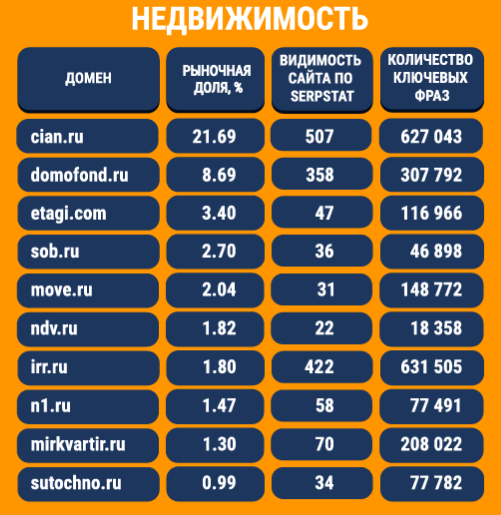 НЕДВИЖИМОСТЬ
ДОМЕН
РЫНОЧНАЯ
ДОЛЯ, %
ВИДИМОСТЬ
САЙТА ПО
SERPSTAT
КОЛИЧЕСТВО
КЛЮЧЕВЫХ
ФРАЗ
cian.ru 21.69 507 627 043
domofond.ru 8.69 358 307 792
etagi.com 3.40 47 116 966
sob.ru 2.70 36 46 898
move.ru 2.04 31 148 772
ndv.ru 1.82 22 18 358
irr.ru 1.80 422 631 505
n1.ru 1.47 58 77 491
mirkvartir.ru 1.30 70 208 022
sutochno.ru 0.99 34 77 782